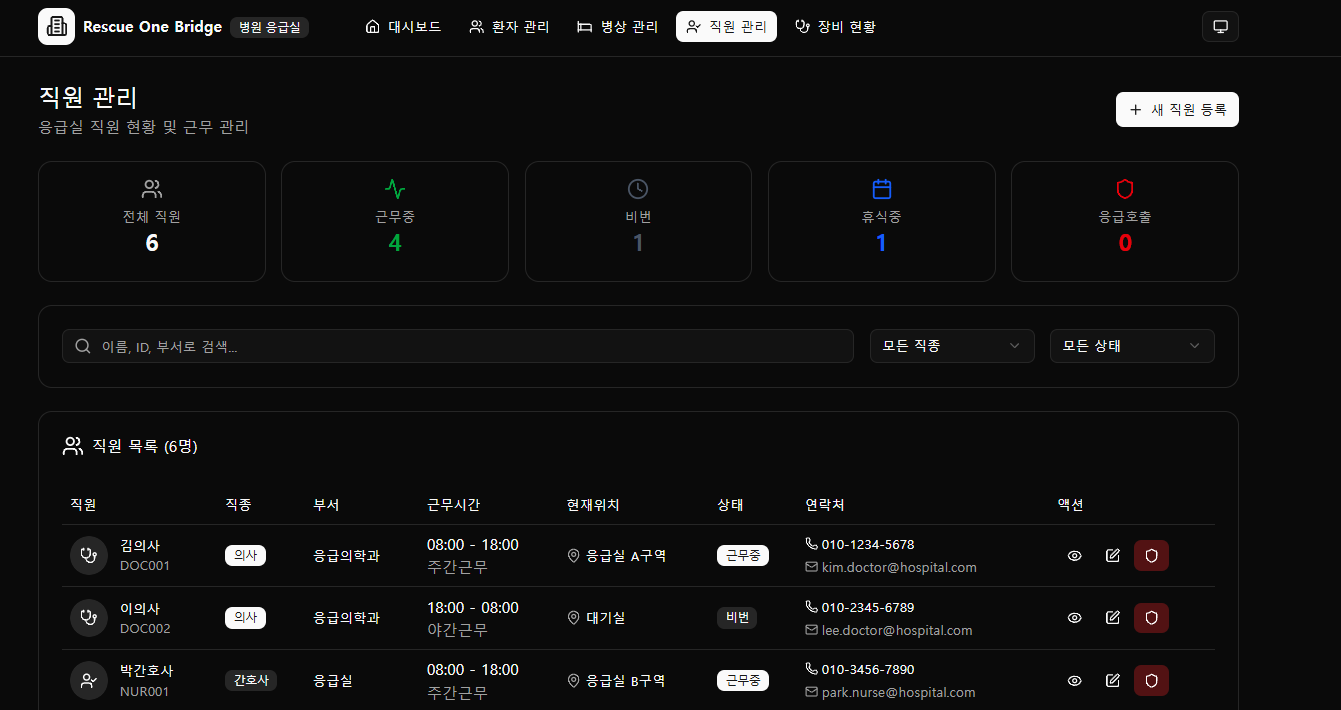 Rescue One Bridge 병원 응급실 대시보드 환자 관리 병상 관리 직원 관리 장비 현황
직원 관리
응급실 직원 현황 및 근무 관리
새 직원 등록
전체 직원 근무중 비번 휴식중 응급호출
6 4 1 1 0
이름, ID, 부서로 검색... 모든 직종 모든 상태
직원 목록 (6명)
직원 직종 부서 근무시간 현재위치 상태 연락처 액션
김의사 의사 응급의학과 08:00 - 18:00 응급실 A구역 근무중 010-1234-5678
DOC001 주간근무 kim.doctor@hospital.com
이의사 의사 응급의학과 18:00 - 08:00 대기실 비번 010-2345-6789
DOC002 야간근무 lee.doctor@hospital.com
박간호사 간호사 응급실 08:00 - 18:00 응급실 B구역 근무중 010-3456-7890
NUR001 주간근무 park.nurse@hospital.com